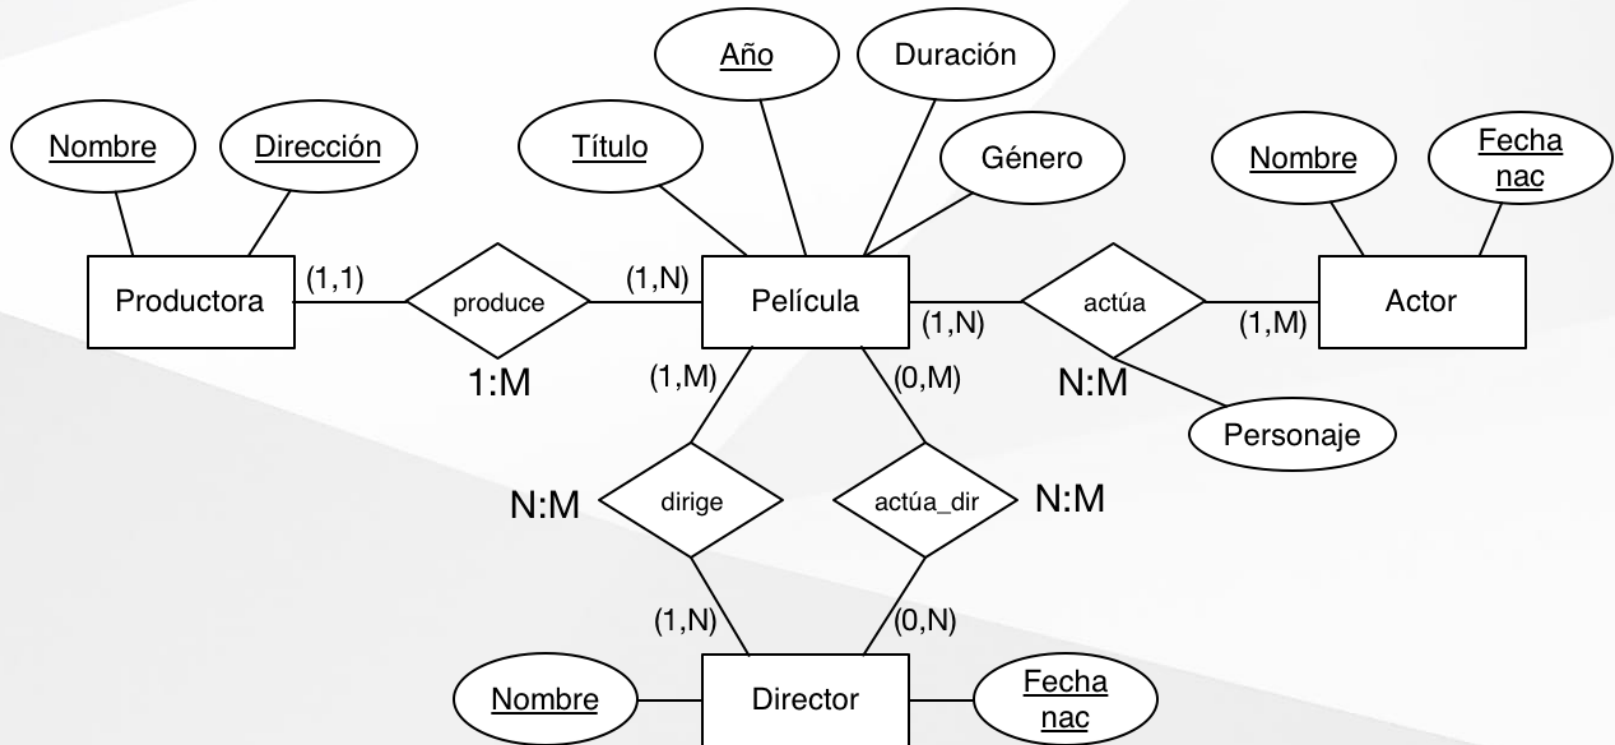 Año
Duración
Nombre
Dirección
Título
Género
Nombre
Fecha
nac
Productora
(1,1)
produce
(1,N)
Película
(1,N)
actúa
(1,M)
Actor
1:M
(1,M)
(0,M)
N:M
Personaje
N:M
dirige
actúa_dir
N:M
(1,N)
(0,N)
Nombre
Director
Fecha
nac